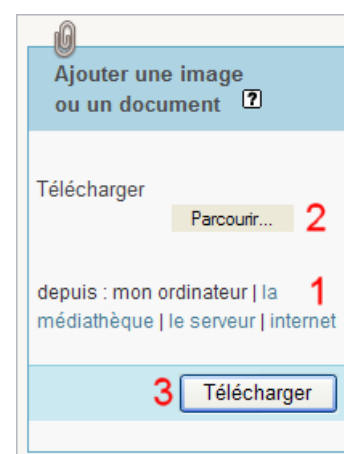 Ajouter une image
ou un document ?
Télécharger
Parcourir... 2
depuis : mon ordinateur | la 1
médiathèque | le serveur | internet
3 Télécharger